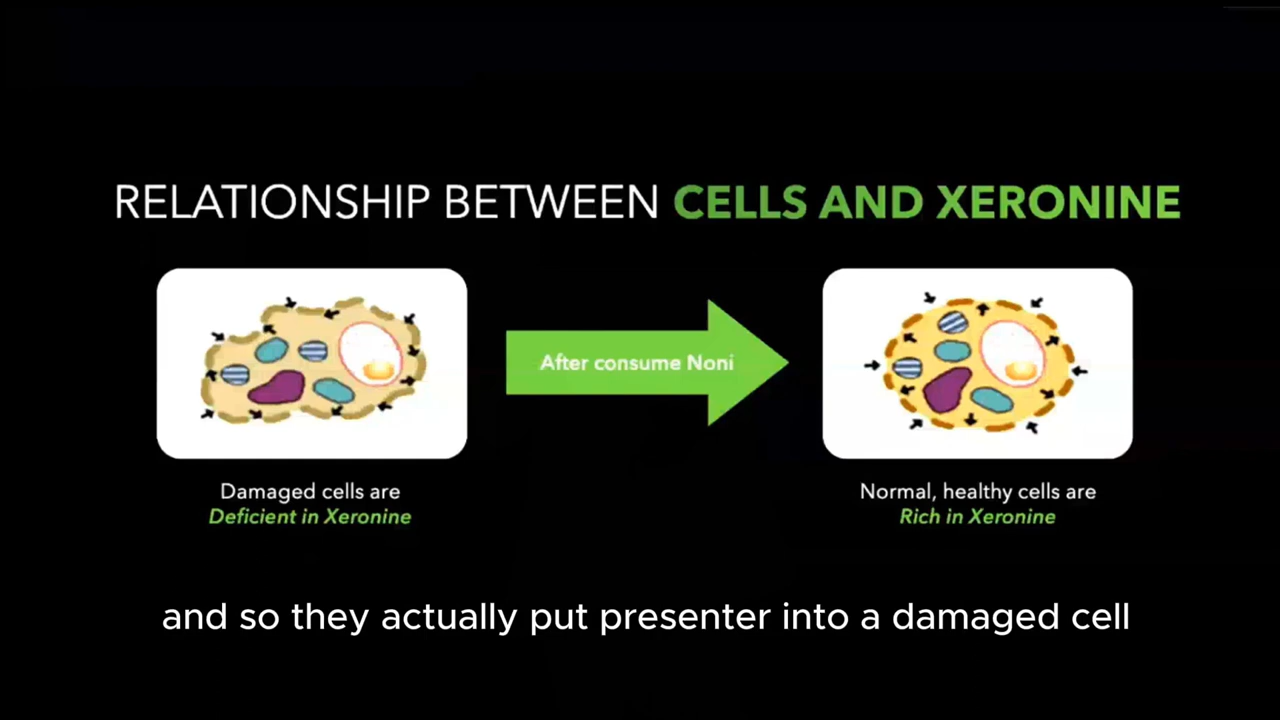 RELATIONSHIP BETWEEN CELLS AND XERONINE
After consume Noni
Damaged cells are
Deficient in Xeronine
Normal, healthy cells are
Rich in Xeronine
and so they actually put presenter into a damaged cell